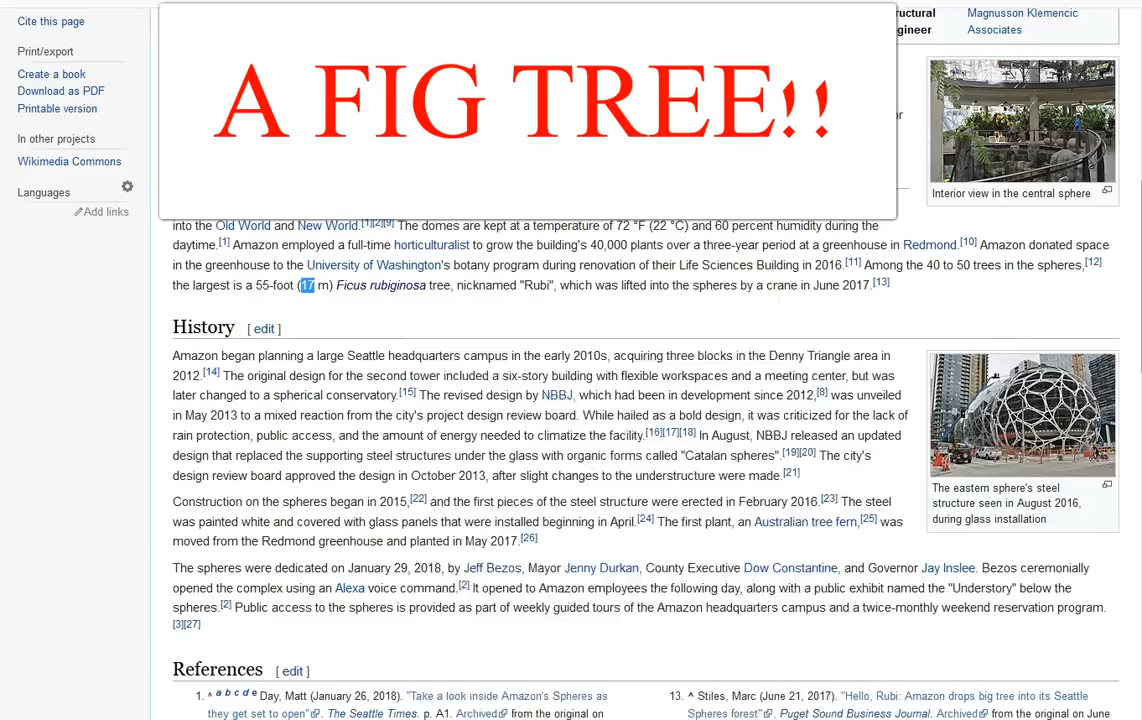 Cite this page
Print/export
Create a book
Download as PDF
Printable version
In other projects
Wikimedia Commons
Languages
Add links
A FIG TREE!!
Magnusson Klemencic
Associates
Interior view in the central sphere
into the Old World and New World.[1][2][9] The domes are kept at a temperature of 72 °F (22 °C) and 60 percent humidity during the
daytime.[1] Amazon employed a full-time horticulturalist to grow the building's 40,000 plants over a three-year period at a greenhouse in Redmond.[10] Amazon donated space
in the greenhouse to the University of Washington's botany program during renovation of their Life Sciences Building in 2016.[11] Among the 40 to 50 trees in the spheres,[12]
the largest is a 55-foot (17 m) Ficus rubiginosa tree, nicknamed "Rubi", which was lifted into the spheres by a crane in June 2017.[13]
History [ edit ]
Amazon began planning a large Seattle headquarters campus in the early 2010s, acquiring three blocks in the Denny Triangle area in
2012.[14] The original design for the second tower included a six-story building with flexible workspaces and a meeting center, but was
later changed to a spherical conservatory.[15] The revised design by NBBJ, which had been in development since 2012,[8] was unveiled
in May 2013 to a mixed reaction from the city's project design review board. While hailed as a bold design, it was criticized for the lack of
rain protection, public access, and the amount of energy needed to climatize the facility.[16][17][18] In August, NBBJ released an updated
design that replaced the supporting steel structures under the glass with organic forms called "Catalan spheres".[19][20] The city's
design review board approved the design in October 2013, after slight changes to the understructure were made.[21]
The eastern sphere's steel
structure seen in August 2016,
during glass installation
Construction on the spheres began in 2015,[22] and the first pieces of the steel structure were erected in February 2016.[23] The steel
was painted white and covered with glass panels that were installed beginning in April.[24] The first plant, an Australian tree fern,[25] was
moved from the Redmond greenhouse and planted in May 2017.[26]
The spheres were dedicated on January 29, 2018, by Jeff Bezos, Mayor Jenny Durkan, County Executive Dow Constantine, and Governor Jay Inslee. Bezos ceremonially
opened the complex using an Alexa voice command.[2] It opened to Amazon employees the following day, along with a public exhibit named the "Understory" below the
spheres.[2] Public access to the spheres is provided as part of weekly guided tours of the Amazon headquarters campus and a twice-monthly weekend reservation program.
[3][27]
References [ edit ]
1. ^ a b c d e Day, Matt (January 26, 2018). "Take a look inside Amazon's Spheres as
they get set to open". The Seattle Times. p. A1. Archived from the original on
13. ^ Stiles, Marc (June 21, 2017). "Hello, Rubi: Amazon drops big tree into its Seattle
Spheres forest". Puget Sound Business Journal. Archived from the original on June